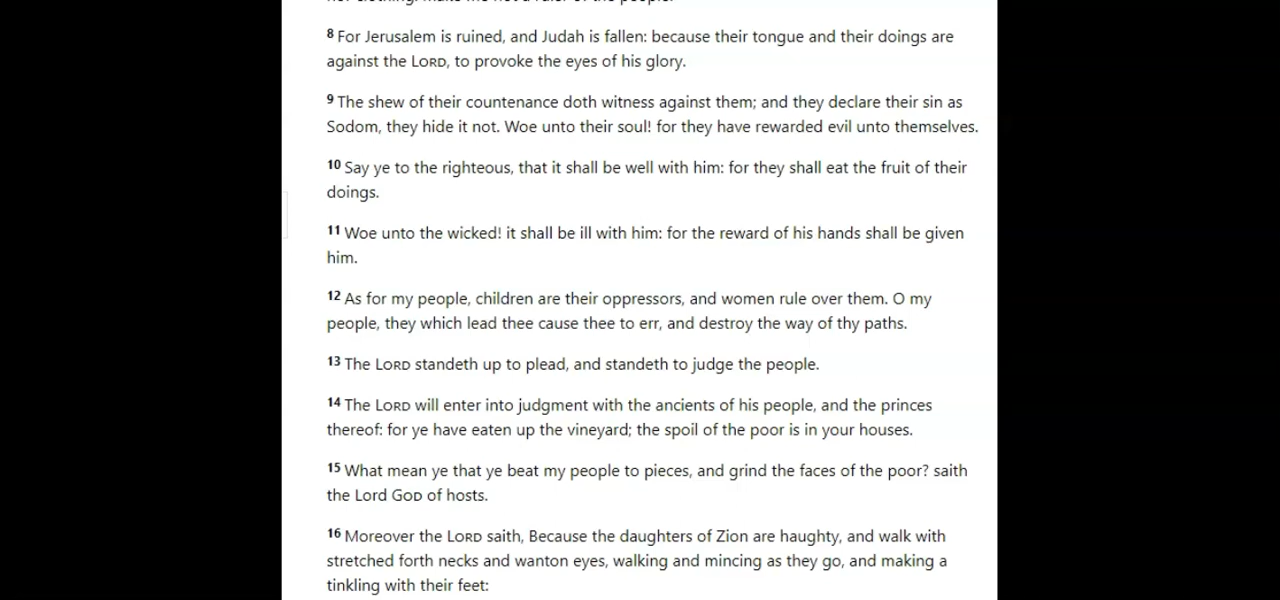 8 For Jerusalem is ruined, and Judah is fallen: because their tongue and their doings are
against the LORD, to provoke the eyes of his glory.
9 The shew of their countenance doth witness against them; and they declare their sin as
Sodom, they hide it not. Woe unto their soul! for they have rewarded evil unto themselves.
10 Say ye to the righteous, that it shall be well with him: for they shall eat the fruit of their
doings.
11 Woe unto the wicked! it shall be ill with him: for the reward of his hands shall be given
him.
12 As for my people, children are their oppressors, and women rule over them. O my
people, they which lead thee cause thee to err, and destroy the way of thy paths.
13 The LORD standeth up to plead, and standeth to judge the people.
14 The LORD will enter into judgment with the ancients of his people, and the princes
thereof: for ye have eaten up the vineyard; the spoil of the poor is in your houses.
15 What mean ye that ye beat my people to pieces, and grind the faces of the poor? saith
the Lord GOD of hosts.
16 Moreover the LORD saith, Because the daughters of Zion are haughty, and walk with
stretched forth necks and wanton eyes, walking and mincing as they go, and making a
tinkling with their feet: